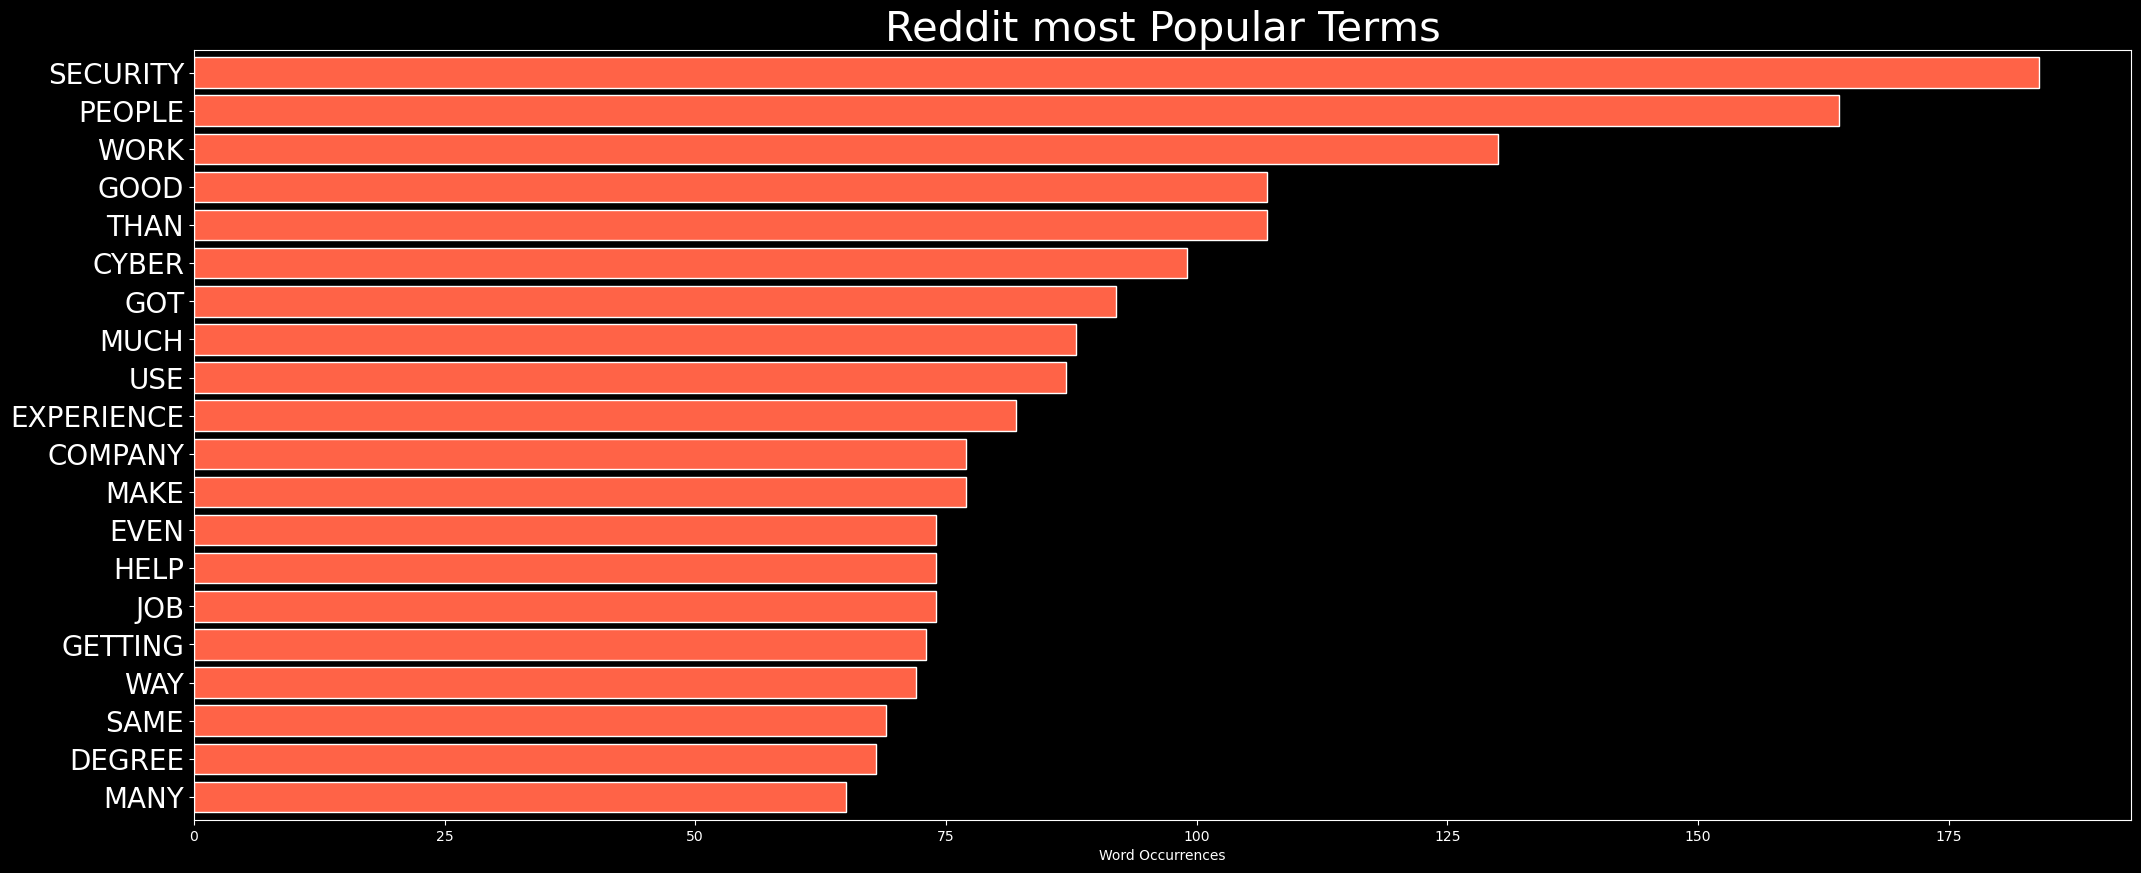 Reddit most Popular Terms
SECURITY
PEOPLE
WORK
GOOD
THAN
CYBER
GOT
MUCH
USE
EXPERIENCE
COMPANY
MAKE
EVEN
HELP
JOB
GETTING
WAY
SAME
DEGREE
MANY
0 25 50 75 100 125 150 175
Word Occurrences